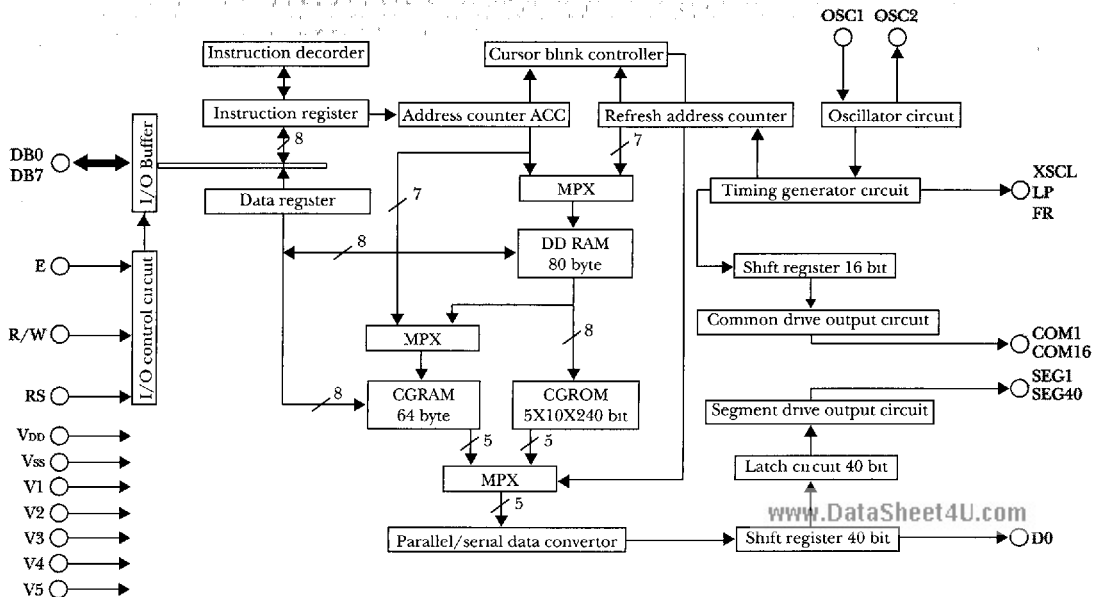 OSC1 OSC2
Instruction decorder
Cursor blink controller
Instruction register
Address counter ACC
Refresh address counter
Oscillator circuit
8
7
DB0
DB7
I/O Buffer
MPX
Timing generator circuit
XSCL
LP
FR
Data register
7
8
DD RAM
80 byte
E
I/O control circuit
Shift register 16 bit
Common drive output circuit
R/W
MPX
8
COM1
COM16
RS
8
CGRAM
64 byte
CGROM
5X10X240 bit
SEG1
SEG40
Segment drive output circuit
VDD
5
5
VSS
MPX
Latch circuit 40 bit
V1
5
V2
www.DataSheet4U.com
V3
Parallel/serial data convertor
Shift register 40 bit
D0
V4
V5